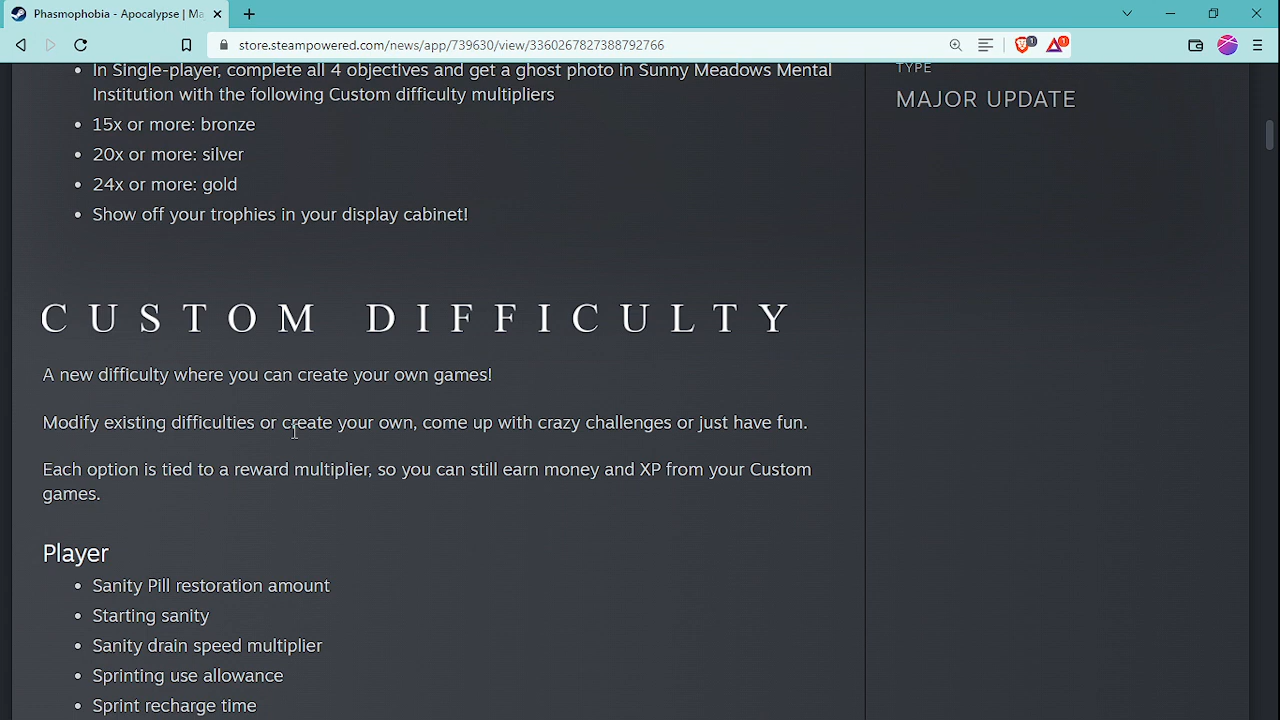 Phasmophobia - Apocalypse | Ma
store.steampowered.com/news/app/739630/view/3360267827388792766
1
1
In Single-player, complete all 4 objectives and get a ghost photo in Sunny Meadows Mental
Institution with the following Custom difficulty multipliers
15x or more: bronze
20x or more: silver
24x or more: gold
Show off your trophies in your display cabinet!
TYPE
MAJOR UPDATE
CUSTOM DIFFICULTY
A new difficulty where you can create your own games!
Modify existing difficulties or create your own, come up with crazy challenges or just have fun.
Each option is tied to a reward multiplier, so you can still earn money and XP from your Custom
games.
Player
Sanity Pill restoration amount
Starting sanity
Sanity drain speed multiplier
Sprinting use allowance
Sprint recharge time